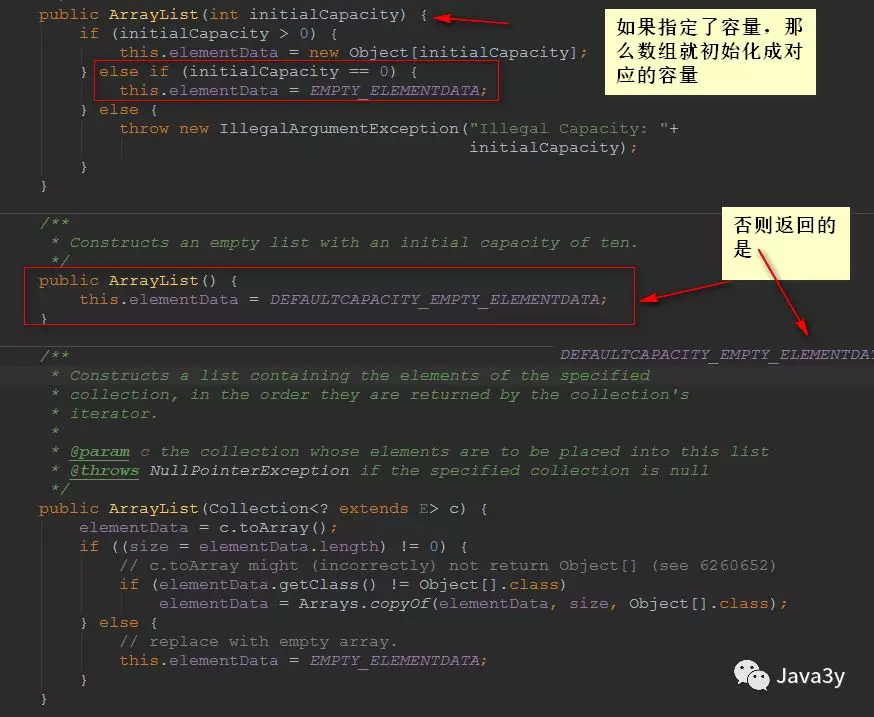 public ArrayList(int initialCapacity) {
if (initialCapacity > 0) {
this.elementData = new Object[initialCapacity];
} else if (initialCapacity == 0) {
this.elementData = EMPTY_ELEMENTDATA;
} else {
throw new IllegalArgumentException("Illegal Capacity: "+
initialCapacity);
}
}
如果指定了容量，那
么数组就初始化成对
应的容量
/**
* Constructs an empty list with an initial capacity of ten.
*/
public ArrayList() {
this.elementData = DEFAULTCAPACITY_EMPTY_ELEMENTDATA;
}
否则返回的
是
DEFAULTCAPACITY_EMPTY_ELEMENTDAT
/**
* Constructs a list containing the elements of the specified
* collection, in the order they are returned by the collection's
* iterator.
*
* @param c the collection whose elements are to be placed into this list
* @throws NullPointerException if the specified collection is null
*/
public ArrayList(Collection<? extends E> c) {
elementData = c.toArray();
if ((size = elementData.length) != 0) {
// c.toArray might (incorrectly) not return Object[] (see 6260652)
if (elementData.getClass() != Object[].class)
elementData = Arrays.copyOf(elementData, size, Object[].class);
} else {
// replace with empty array.
this.elementData = EMPTY_ELEMENTDATA;
}
}
Java3y